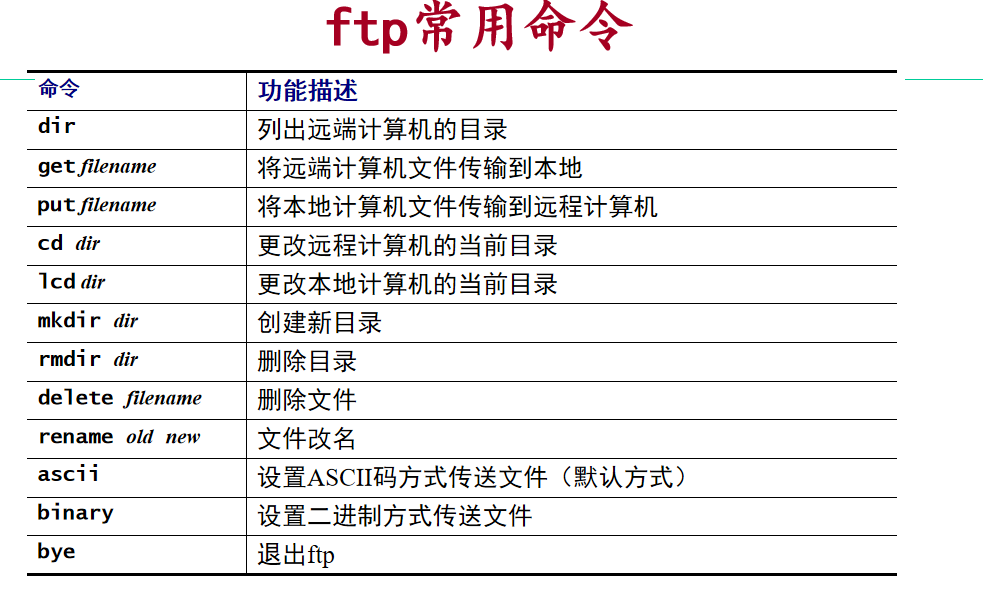 ftp常用命令
命令 功能描述
dir 列出远端计算机的目录
get filename 将远端计算机文件传输到本地
put filename 将本地计算机文件传输到远程计算机
cd dir 更改远程计算机的当前目录
lcd dir 更改本地计算机的当前目录
mkdir dir 创建新目录
rmdir dir 删除目录
delete filename 删除文件
rename old new 文件改名
ascii 设置ASCII码方式传送文件（默认方式）
binary 设置二进制方式传送文件
bye 退出ftp